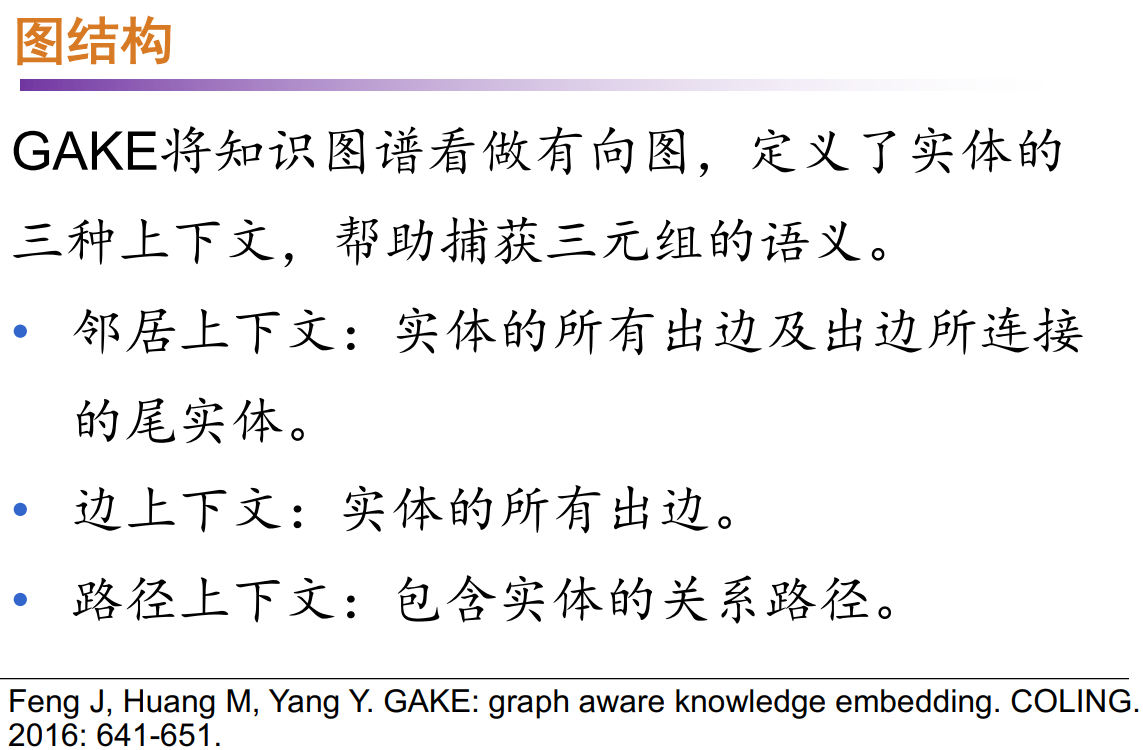 图结构
GAKE将知识图谱看做有向图，定义了实体的
三种上下文，帮助捕获三元组的语义。
• 邻居上下文：实体的所有出边及出边所连接
的尾实体。
• 边上下文：实体的所有出边。
• 路径上下文：包含实体的关系路径。
Feng J, Huang M, Yang Y. GAKE: graph aware knowledge embedding. COLING.
2016: 641-651.